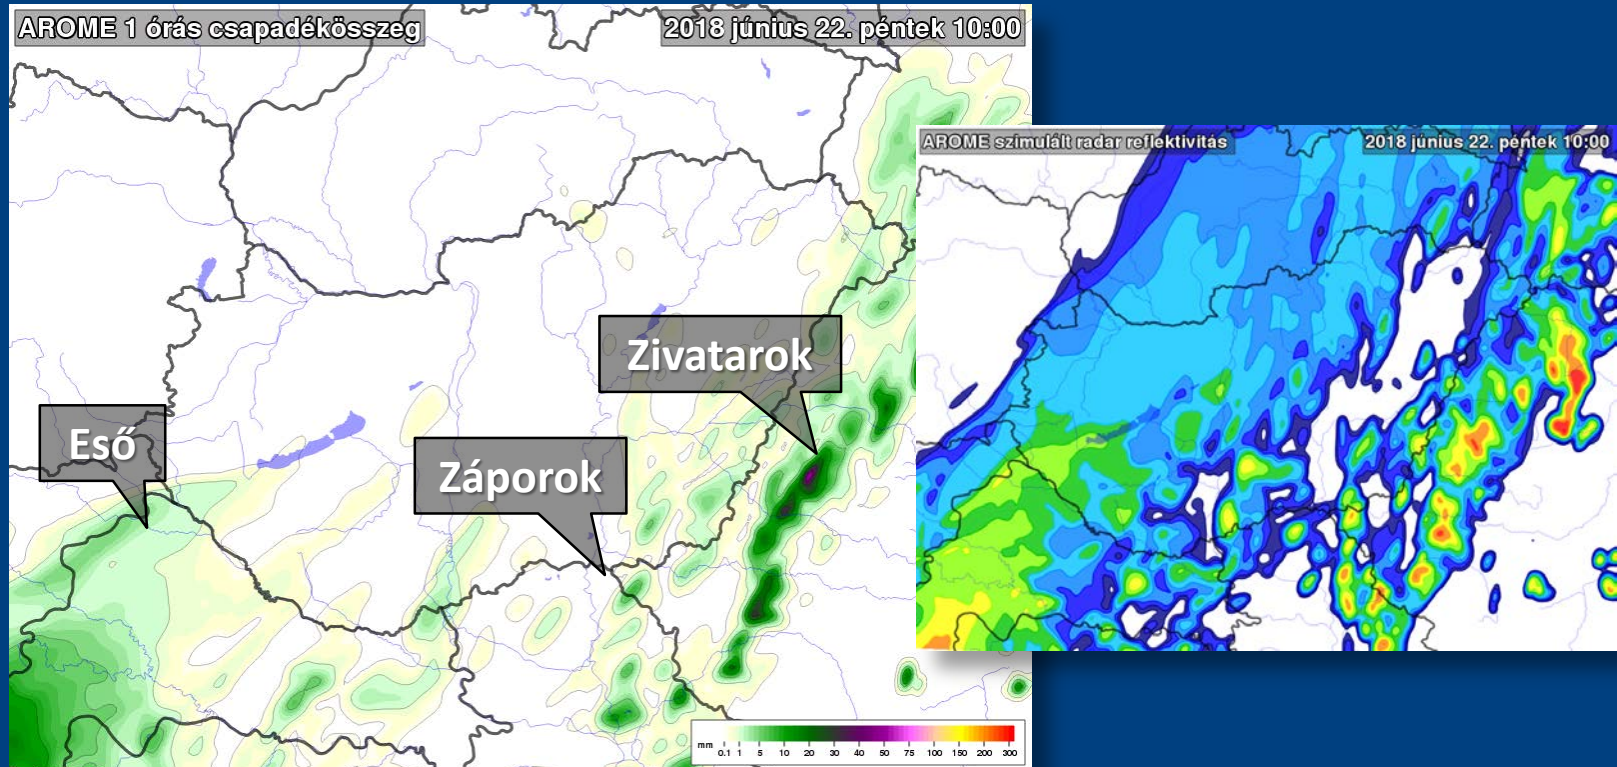 AROME 1 órás csapadékösszeg
2018 június 22. péntek 10:00
AROME szimulált radar reflektivitás
2018 június 22. péntek 10:00
Zivatarok
Eső
Záporok
mm 0.1 1 5 10 20 30 40 50 75 100 150 200 300